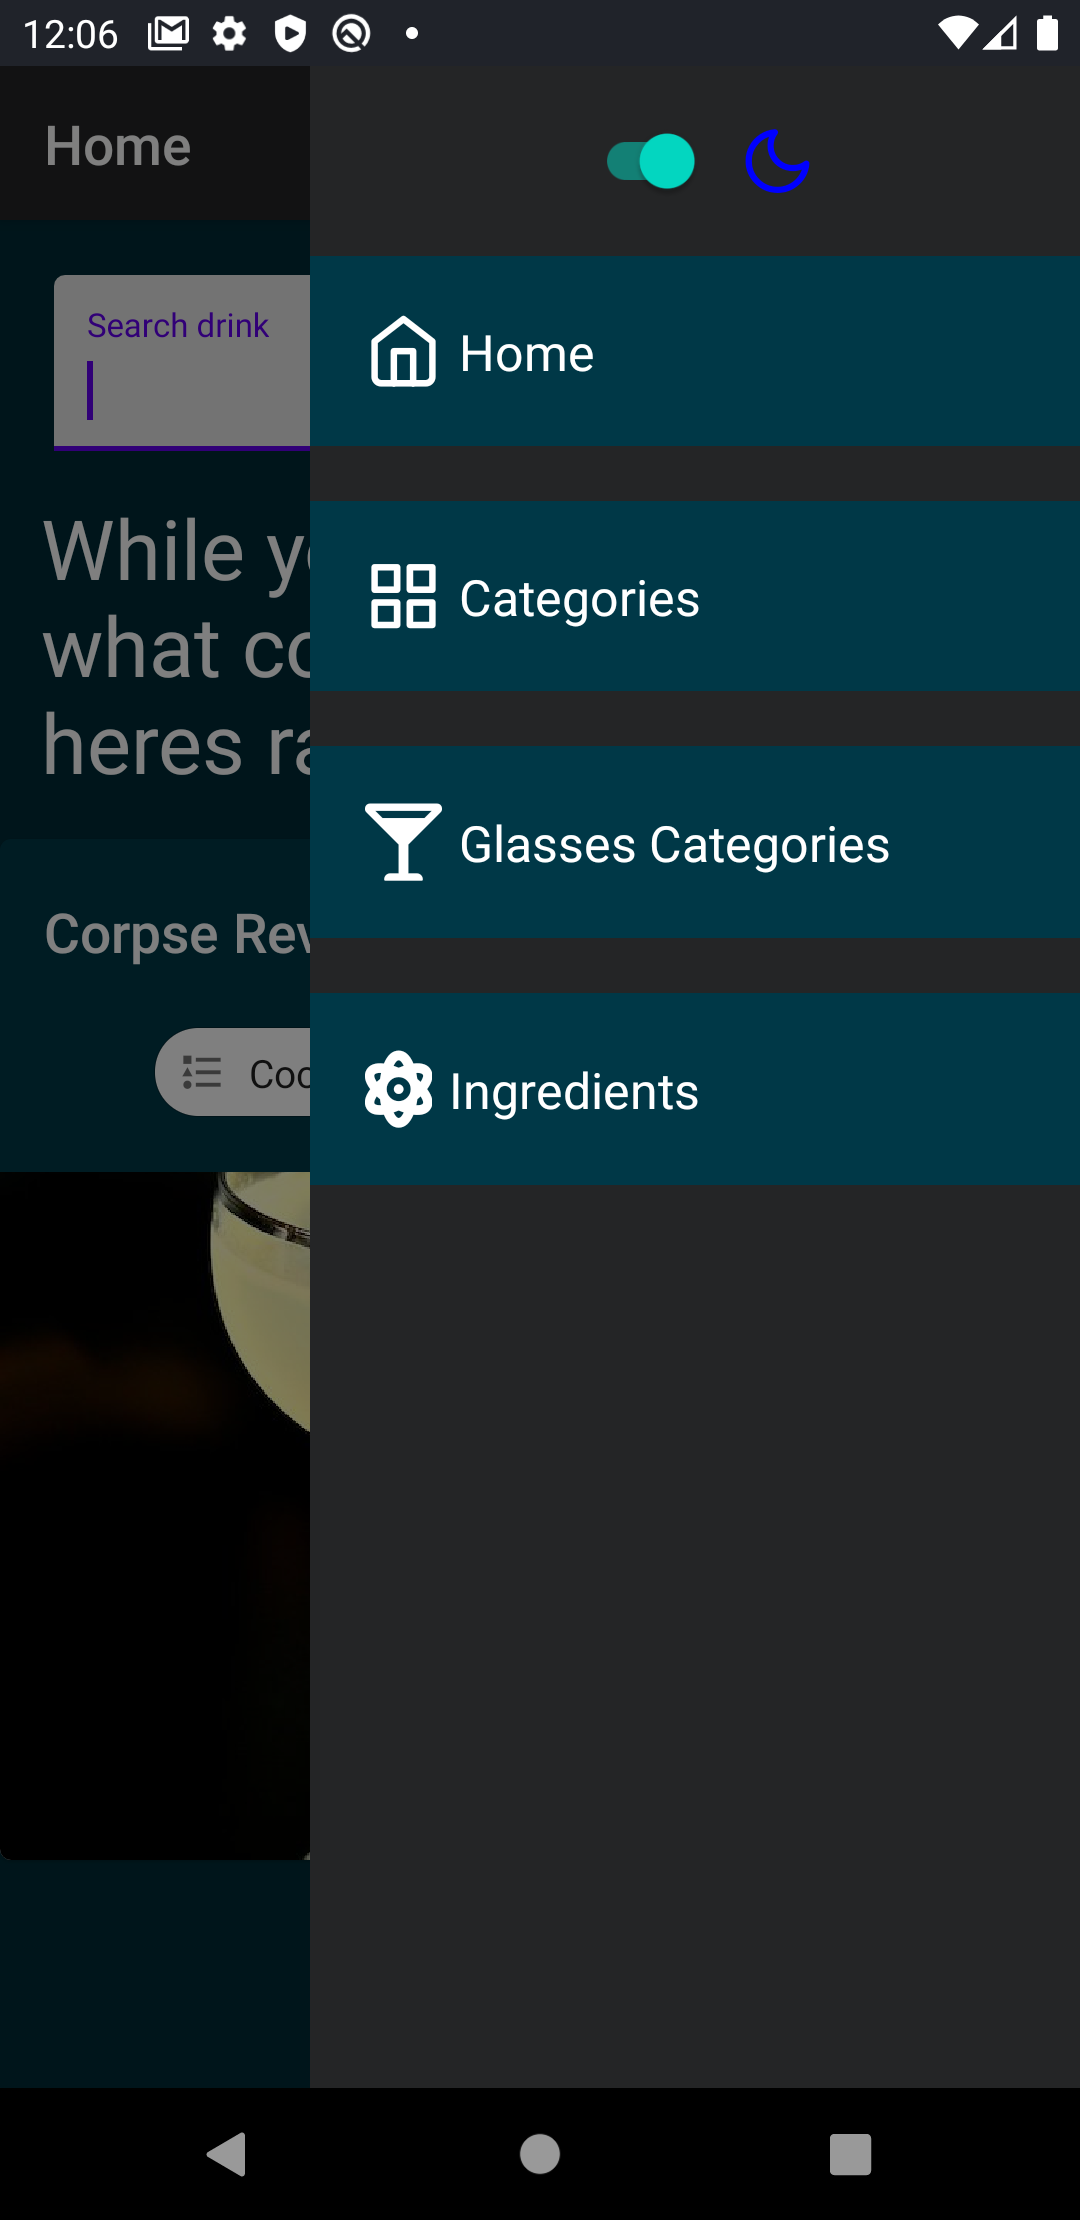 12:06
Home
Search drink
While y
what co
heres ra
Corpse Rev
Coc
Home
Categories
Glasses Categories
Ingredients